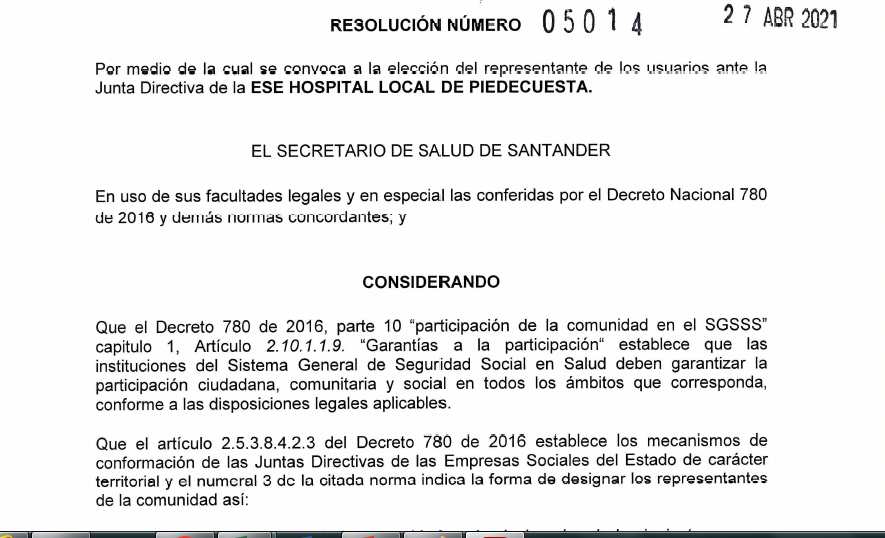 RESOLUCIÓN NÚMERO 05014 27 ABR 2021
Por medio de la cual se convoca a la elección del representante de los usuarios ante la
Junta Directiva de la ESE HOSPITAL LOCAL DE PIEDECUESTA.
EL SECRETARIO DE SALUD DE SANTANDER
En uso de sus facultades legales y en especial las conferidas por el Decreto Nacional 780
de 2016 y demás normas concordantes; y
CONSIDERANDO
Que el Decreto 780 de 2016, parte 10 “participación de la comunidad en el SGSSS”
capitulo 1, Artículo 2.10.1.1.9. “Garantías a la participación“ establece que las
instituciones del Sistema General de Seguridad Social en Salud deben garantizar la
participación ciudadana, comunitaria y social en todos los ámbitos que corresponda,
conforme a las disposiciones legales aplicables.
Que el artículo 2.5.3.8.4.2.3 del Decreto 780 de 2016 establece los mecanismos de
conformación de las Juntas Directivas de las Empresas Sociales del Estado de carácter
territorial y el numeral 3 de la citada norma indica la forma de designar los representantes
de la comunidad así: